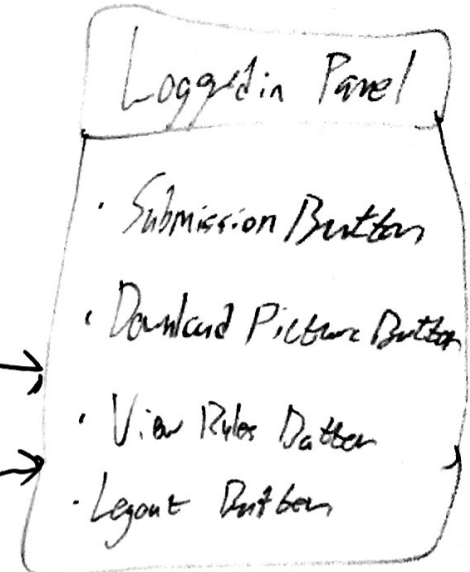 Loggedin Panel
· Submission Button
· Download Picture Button
· View Rules Button
· Logout Button